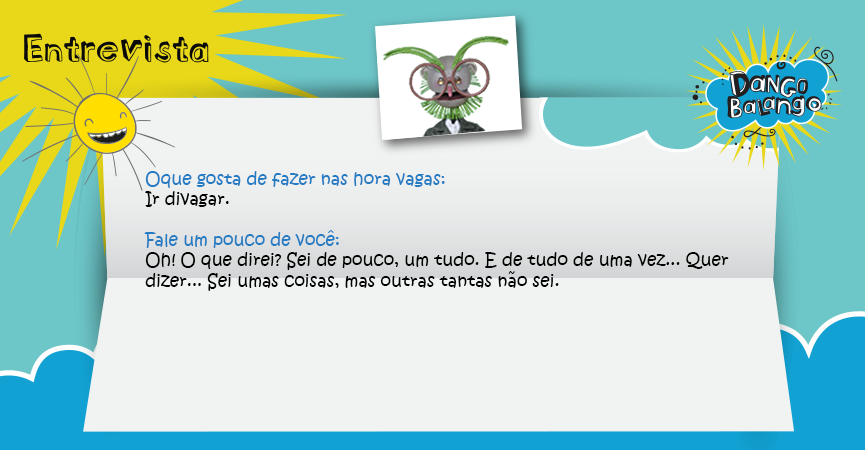 Entrevista
Dango
Balango
Oque gosta de fazer nas hora vagas:
Ir divagar.
Fale um pouco de você:
Oh! O que direi? Sei de pouco, um tudo. E de tudo de uma vez... Quer
dizer... Sei umas coisas, mas outras tantas não sei.